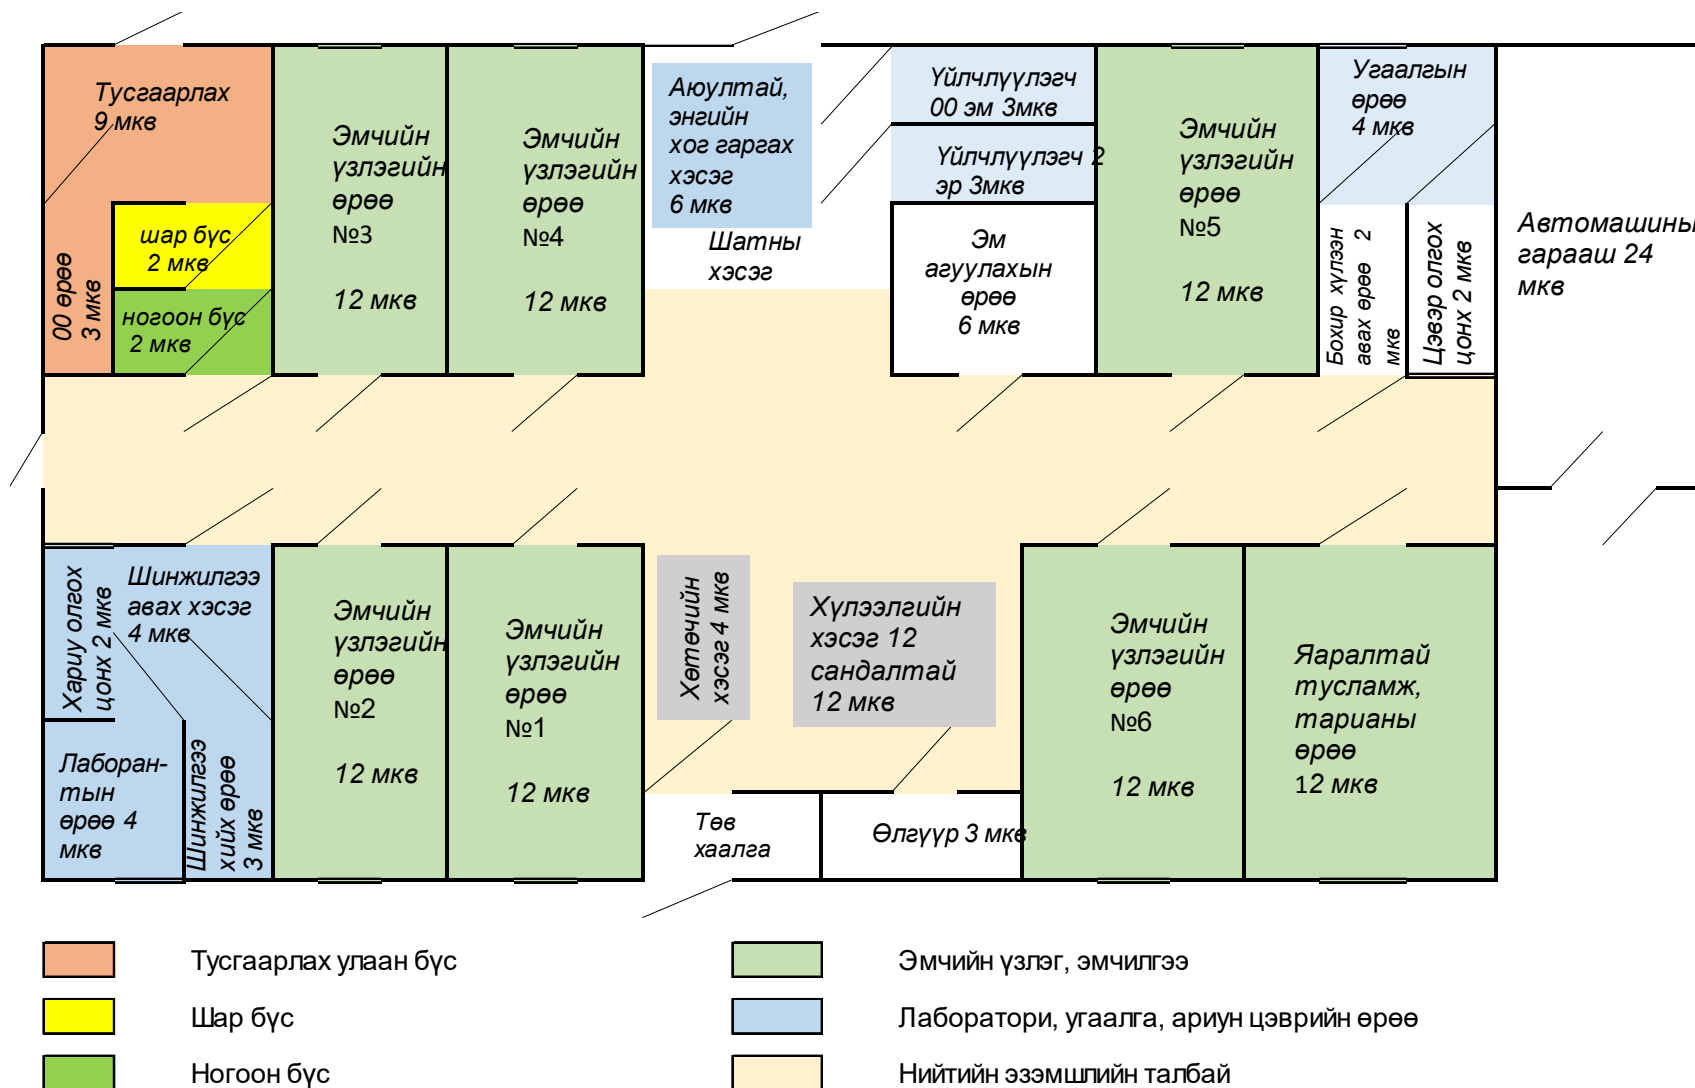 Тусгаарлах
9 мкв
00 өрөө
3 мкв
шар бүс
2 мкв
ногоон бүс
2 мкв
Эмчийн
үзлэгийн
өрөө
№3
12 мкв
Эмчийн
үзлэгийн
өрөө
№4
12 мкв
Аюултай,
энгийн
хог гаргах
хэсэг
6 мкв
Шатны
хэсэг
Үйлчлүүлэгч
00 эм 3мкв
Үйлчлүүлэгч 2
эр 3мкв
Эм
агуулахын
өрөө
6 мкв
Эмчийн
үзлэгийн
өрөө
№5
12 мкв
Угаалгын
өрөө
4 мкв
Бохир хүлээн
авах өрөө 2
мкв
Цэвэр олгох
цонх 2 мкв
Автомашины
гарааш 24
мкв
Хариу олгох
цонх 2 мкв
Шинжилгээ
авах хэсэг
4 мкв
Лаборан-
тын
өрөө 4
мкв
Шинжилгээ
хийх өрөө
3 мкв
Эмчийн
үзлэгийн
өрөө
№2
12 мкв
Эмчийн
үзлэгийн
өрөө
№1
12 мкв
Хөтөчийн
хэсэг 4 мкв
Хүлээлгийн
хэсэг 12
сандалтай
12 мкв
Төв
хаалга
Өлгүүр 3 мкв
Эмчийн
үзлэгийн
өрөө
№6
12 мкв
Яаралтай
тусламж,
тарианы
өрөө
12 мкв
Тусгаарлах улаан бүс
Шар бүс
Ногоон бүс
Эмчийн үзлэг, эмчилгээ
Лаборатори, угаалга, ариун цэврийн өрөө
Нийтийн эзэмшлийн талбай